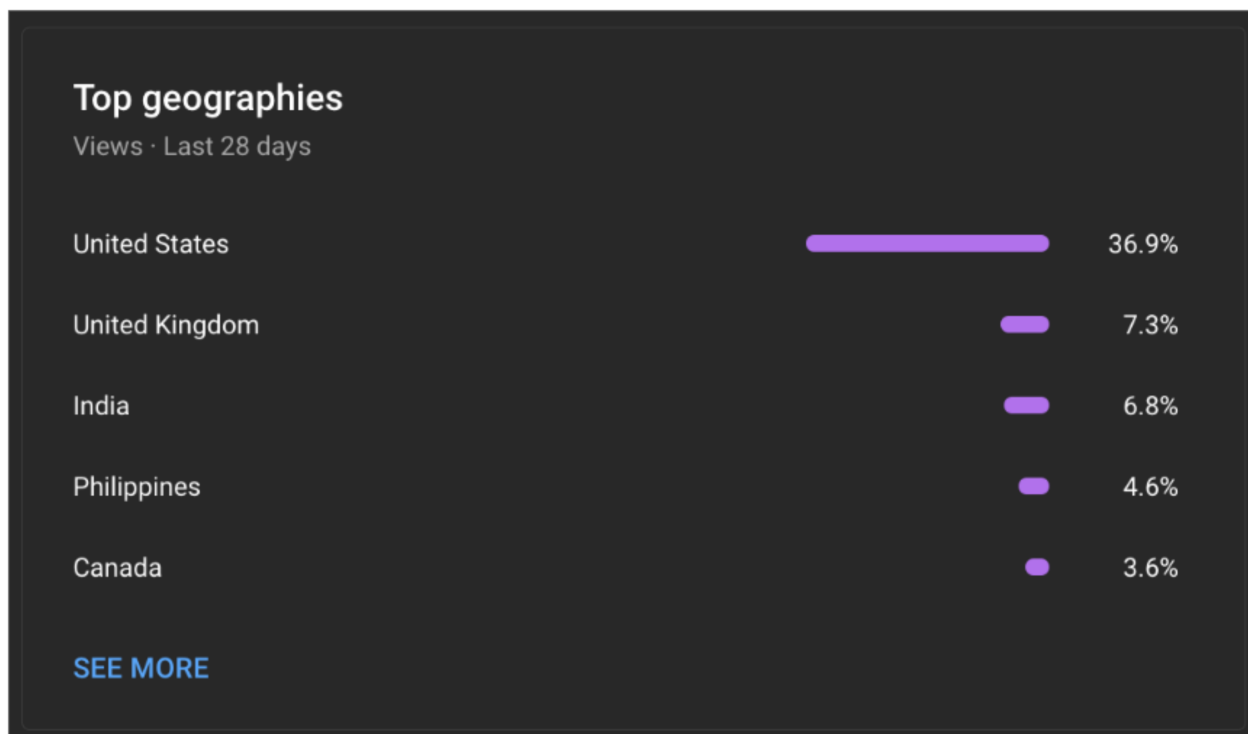 Top geographies
Views · Last 28 days
United States 36.9%
United Kingdom 7.3%
India 6.8%
Philippines 4.6%
Canada 3.6%
SEE MORE